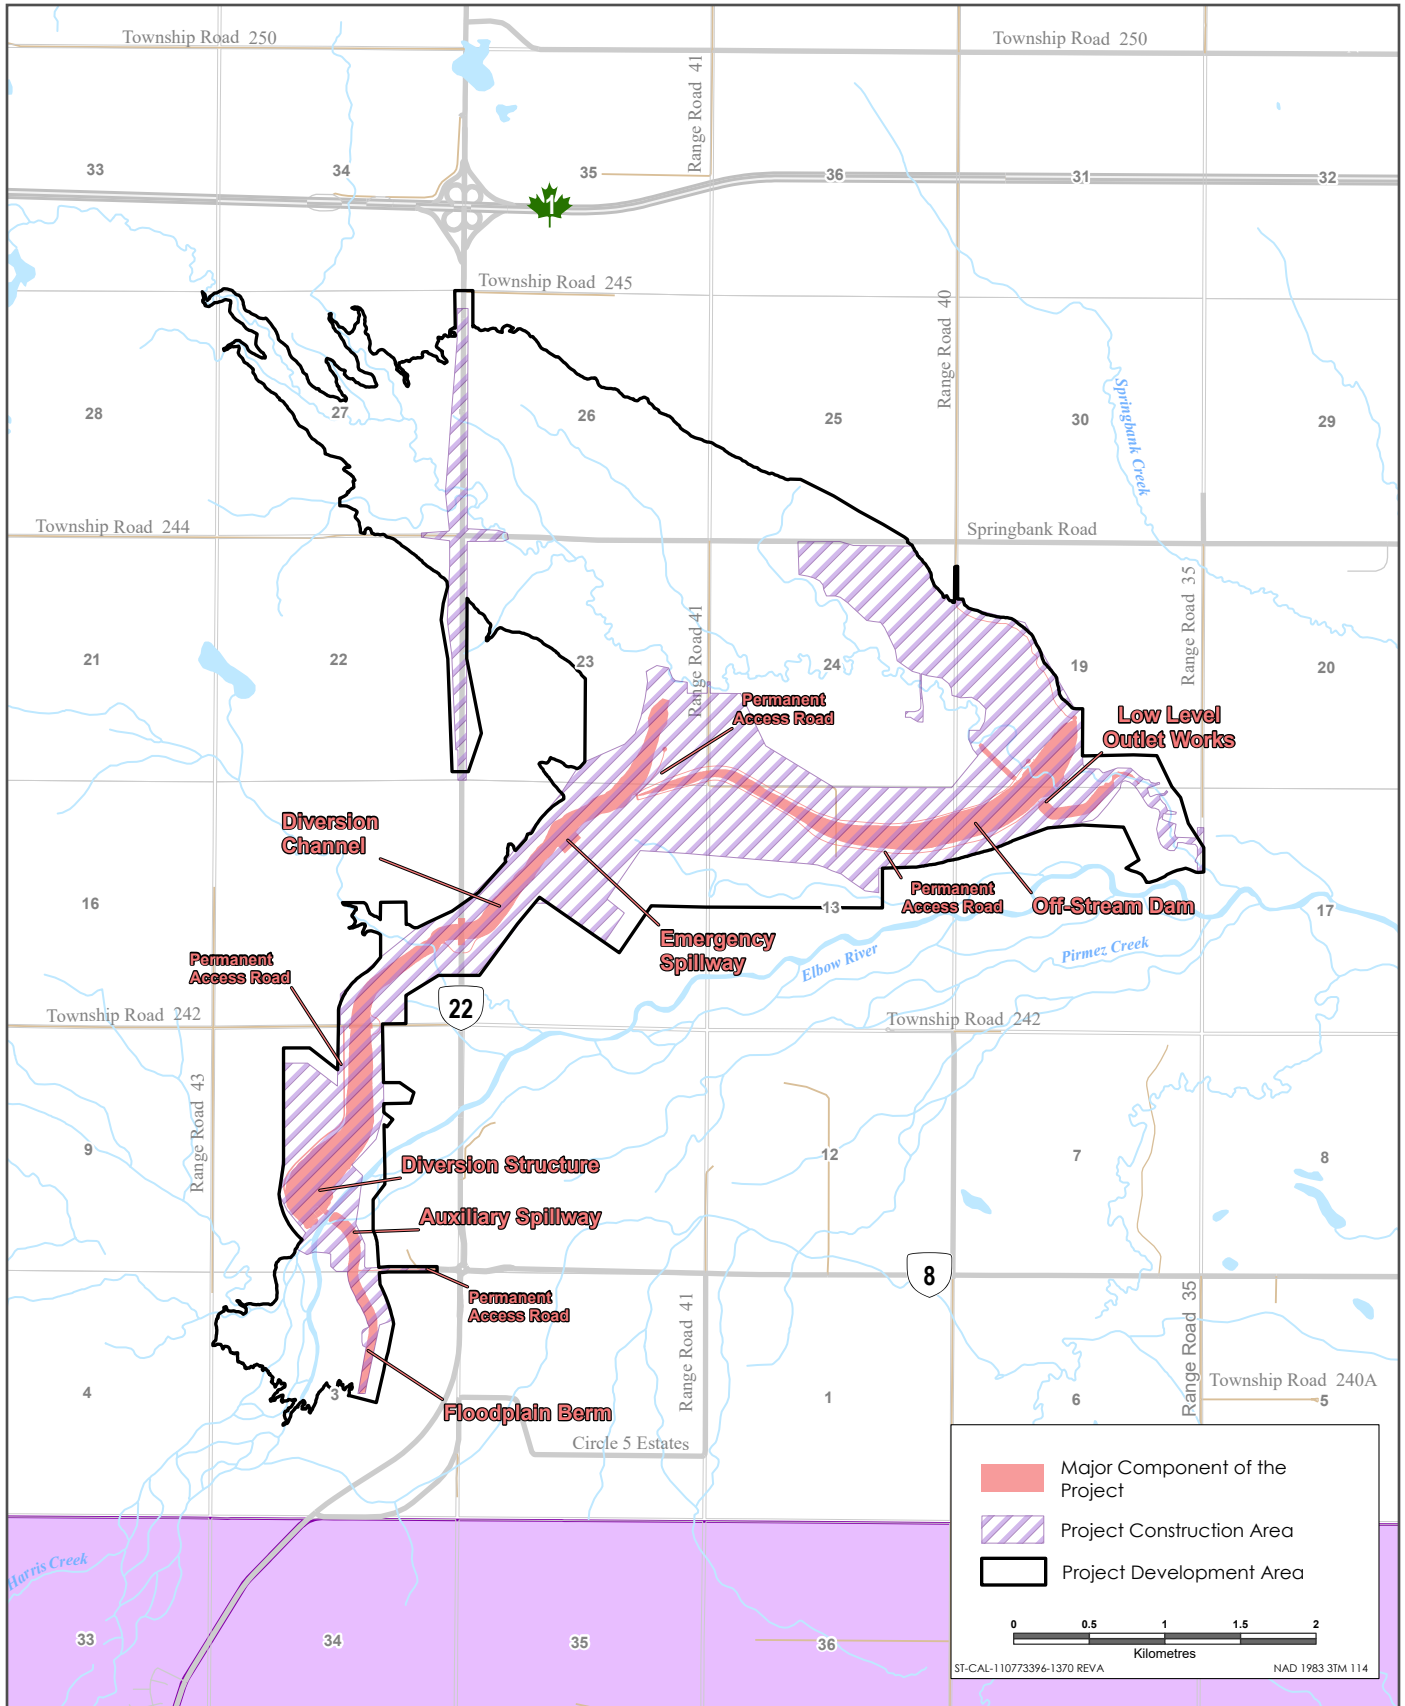 Township Road 250
Township Road 250
Range Road 41
33
34
35
36
31
32
1
Township Road 245
Range Road 40
28
27
26
25
30
29
Springbank Creek
Township Road 244
Springbank Road
Range Road 41
Range Road 35
21
22
23
24
19
20
Permanent
Access Road
Low Level
Outlet Works
Diversion
Channel
16
13
17
Permanent
Access Road
Off-Stream Dam
Emergency
Spillway
Elbow River
Pirmez Creek
Permanent
Access Road
22
Township Road 242
Township Road 242
Range Road 43
9
12
7
8
Diversion Structure
Auxiliary Spillway
8
Permanent
Access Road
Range Road 41
Range Road 35
4
3
1
6
Township Road 240A
5
Floodplain Berm
Circle 5 Estates
Harris Creek
33
34
35
36
Major Component of the
Project
Project Construction Area
Project Development Area
0 0.5 1 1.5 2
Kilometres
ST-CAL-110773396-1370 REVA
NAD 1983 3TM 114